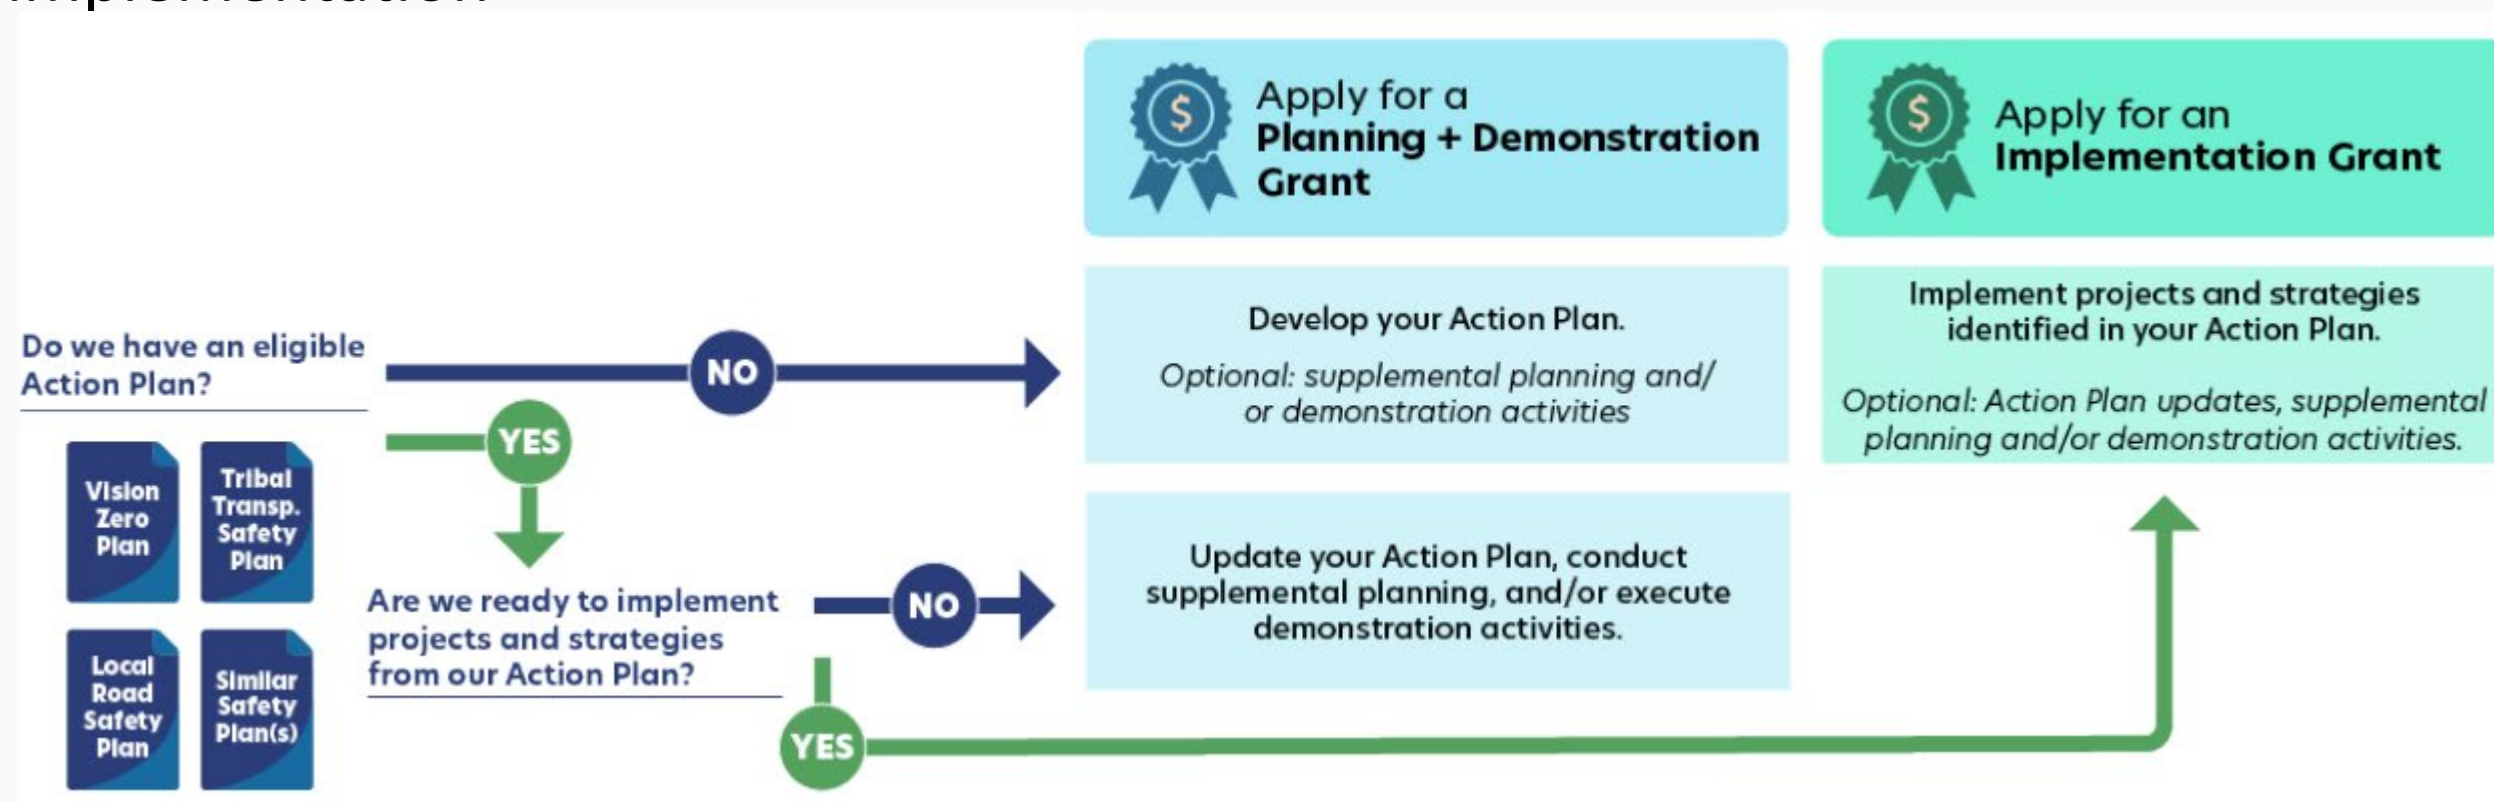 Implementation
Apply for a
Planning + Demonstration
Grant
Apply for an
Implementation Grant
Do we have an eligible
Action Plan?
NO
YES
Develop your Action Plan.
Optional: supplemental planning and/
or demonstration activities
Implement projects and strategies
identified in your Action Plan.
Optional: Action Plan updates, supplemental
planning and/or demonstration activities.
Vision
Zero
Plan
Tribal
Transp.
Safety
Plan
Local
Road
Safety
Plan
Similar
Safety
Plan(s)
Are we ready to implement
projects and strategies
from our Action Plan?
NO
YES
Update your Action Plan, conduct
supplemental planning, and/or execute
demonstration activities.